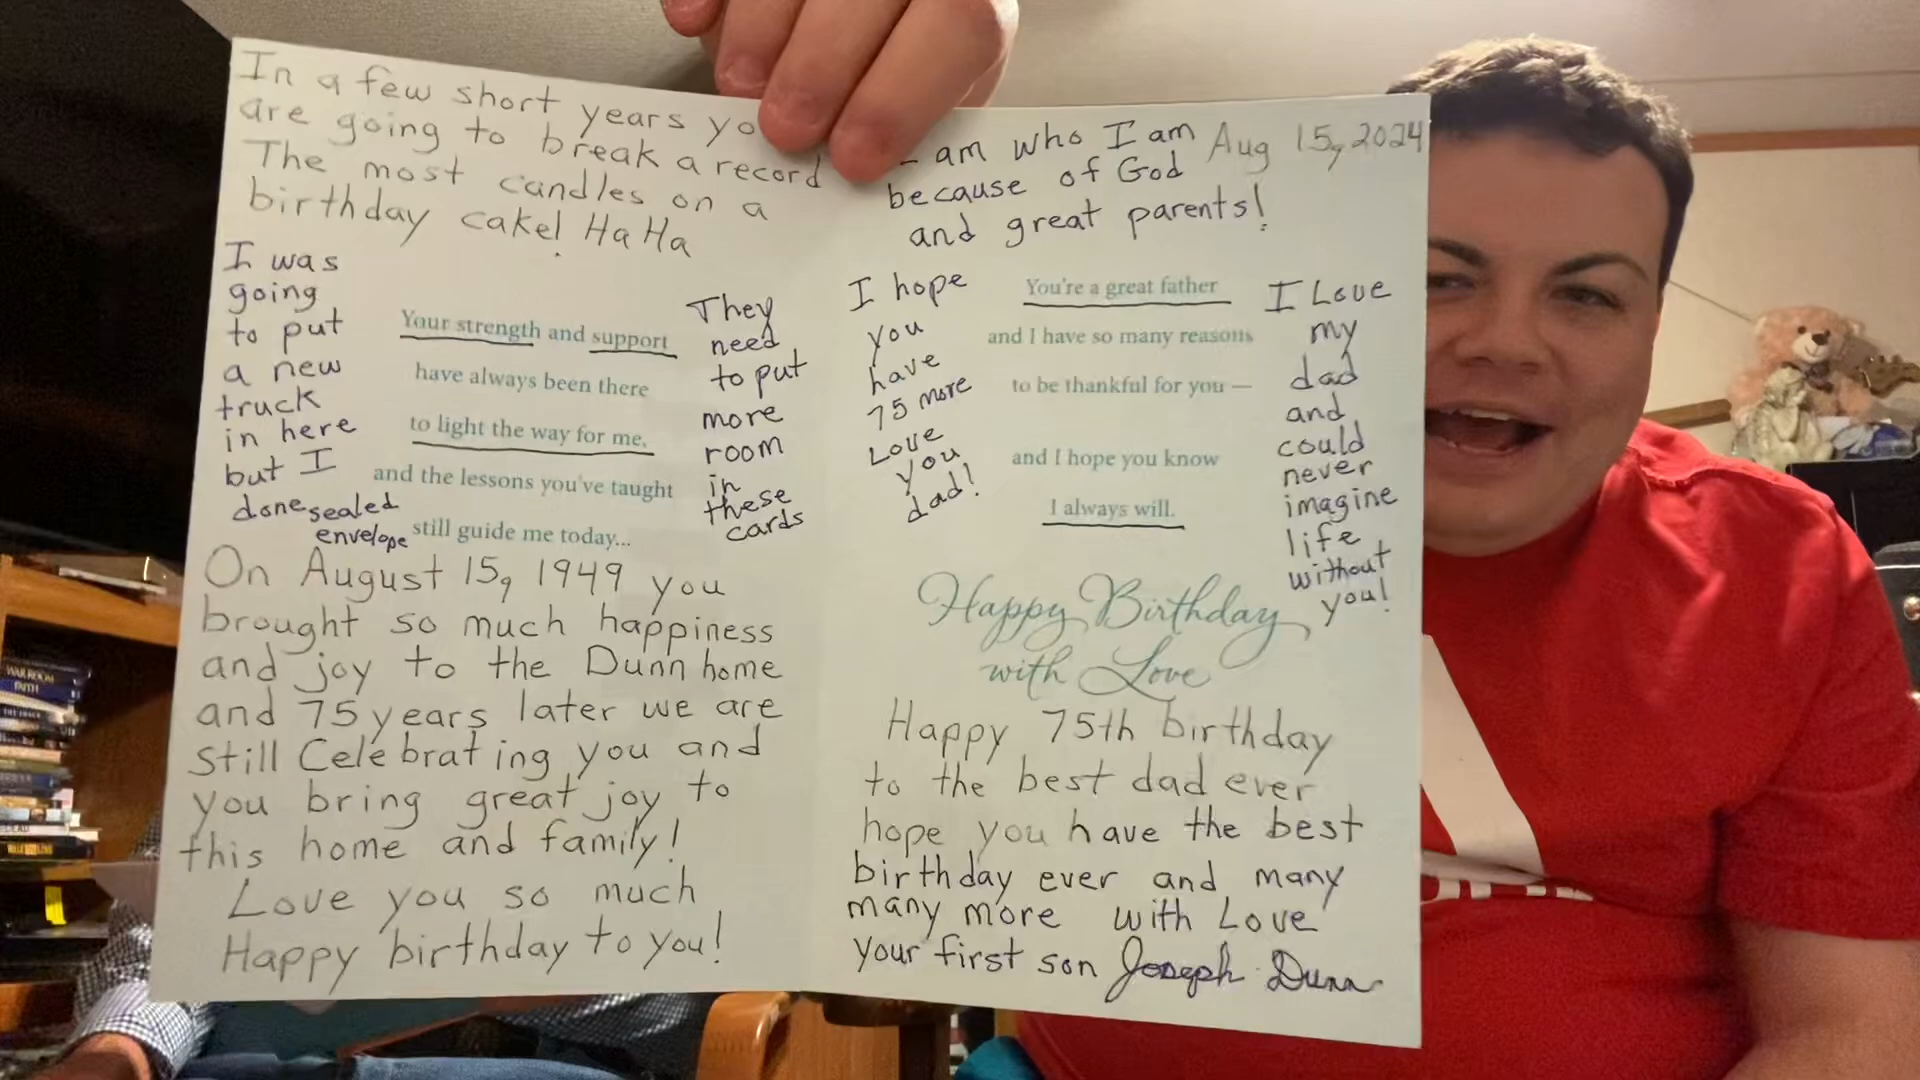 In a few short years yo
are going to break a record
The most candles on a
birthday cake! Ha Ha
I was
going
to put
a new
truck
in here
but I
done sealed
envelope
Your strength and support
have always been there
to light the way for me,
and the lessons you've taught
still guide me today...
They
need
to put
more
room
in
these
cards
On August 15, 1949 you
brought so much happiness
and joy to the Dunn home
and 75 years later we are
still Celebrating you and
you bring great joy to
this home and family!
Love you so much
Happy birthday to you!
Aug 15, 2024
am who I am
because of God
and great parents!
I hope
you
have
75 more
Love
you
dad!
You're a great father
and I have so many reasons
to be thankful for you —
and I hope you know
I always will.
I Love
my
dad
and
could
never
imagine
life
without
you!
Happy Birthday
with Love
Happy 75th birthday
to the best dad ever
hope you have the best
birthday ever and many
many more with Love
your first son Joseph Dunn
WAR ROOM
FAITH